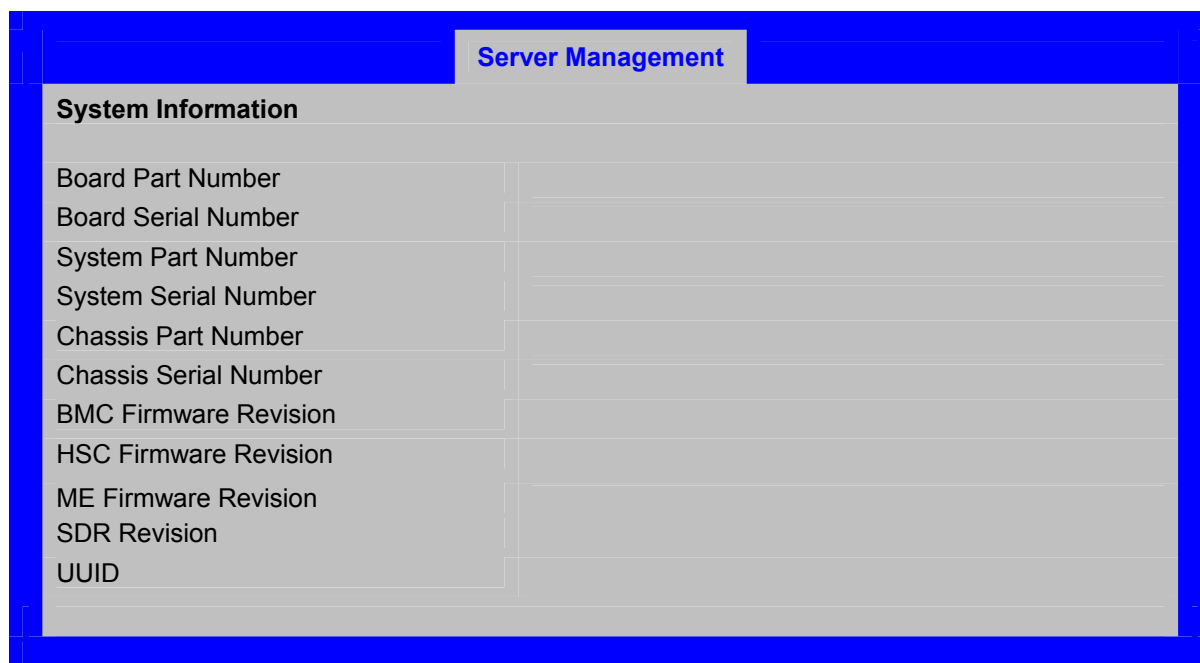 Server Management
System Information
Board Part Number
Board Serial Number
System Part Number
System Serial Number
Chassis Part Number
Chassis Serial Number
BMC Firmware Revision
HSC Firmware Revision
ME Firmware Revision
SDR Revision
UUID